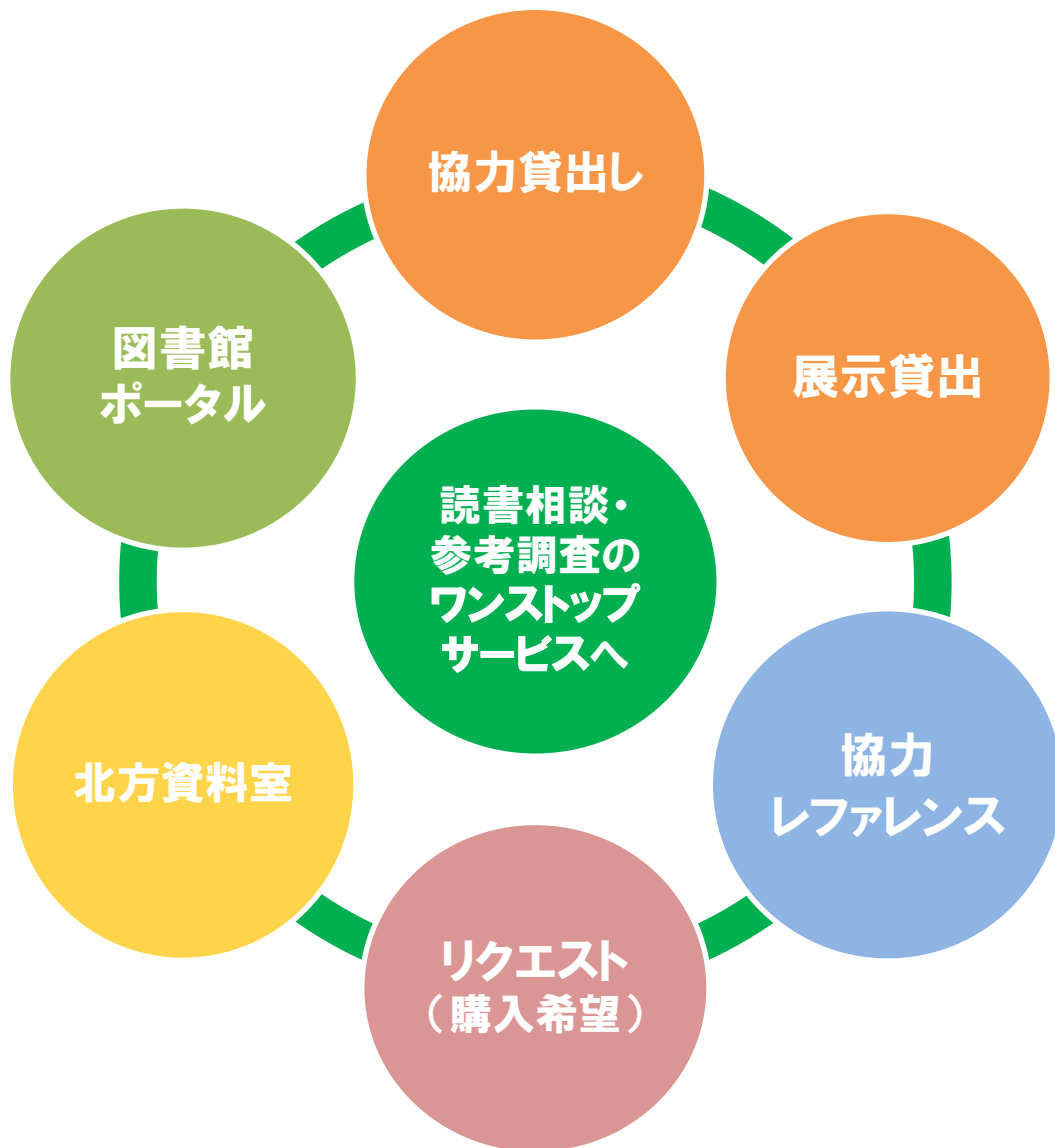 協力貸出し
展示貸出
協力
レファレンス
リクエスト
（購入希望）
北方資料室
図書館
ポータル
読書相談・
参考調査の
ワンストップ
サービスへ